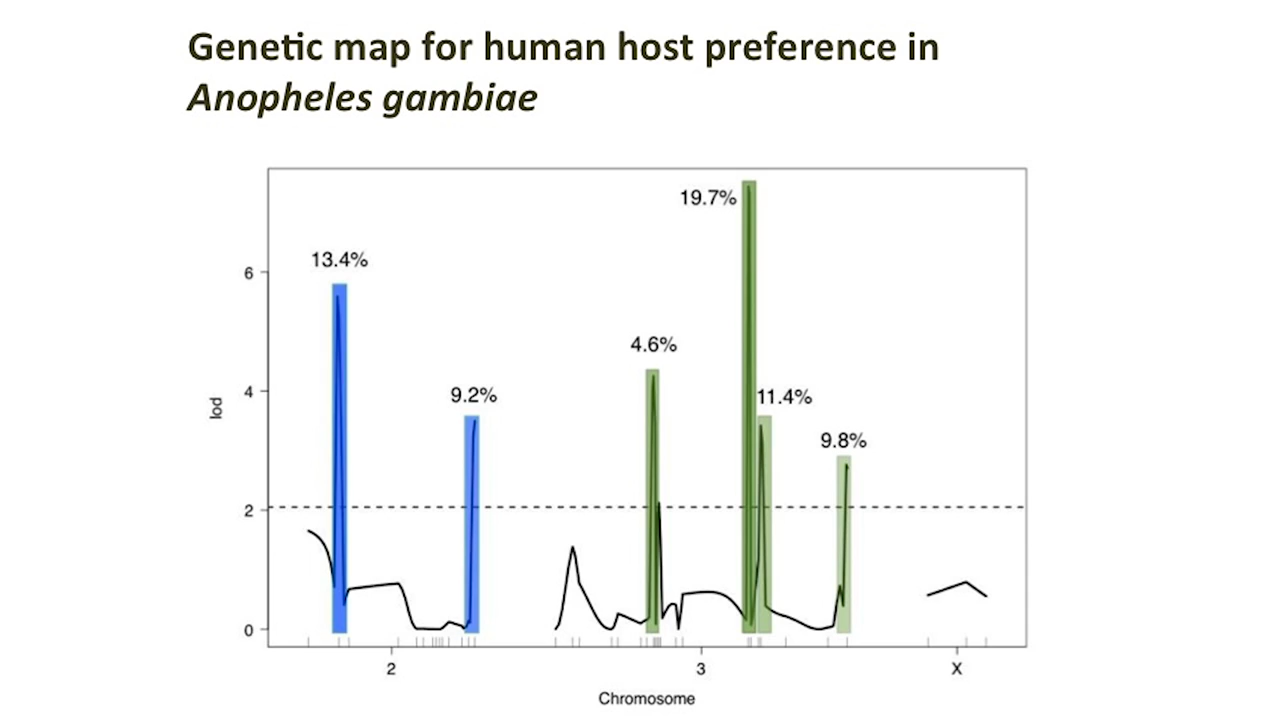 Genetic map for human host preference in
Anopheles gambiae
19.7%
13.4%
6
4.6%
4
9.2%
11.4%
lod
9.8%
2
0
2
3
X
Chromosome